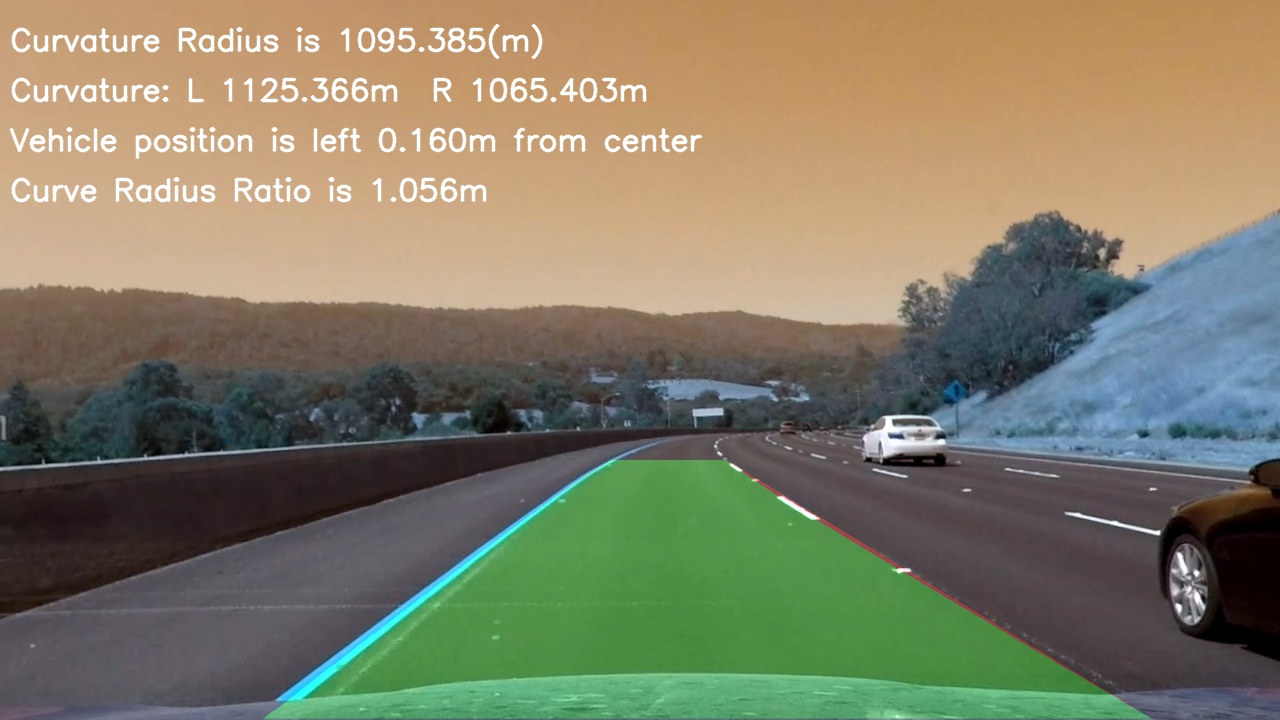 Curvature Radius is 1095.385(m)
Curvature: L 1125.366m R 1065.403m
Vehicle position is left 0.160m from center
Curve Radius Ratio is 1.056m